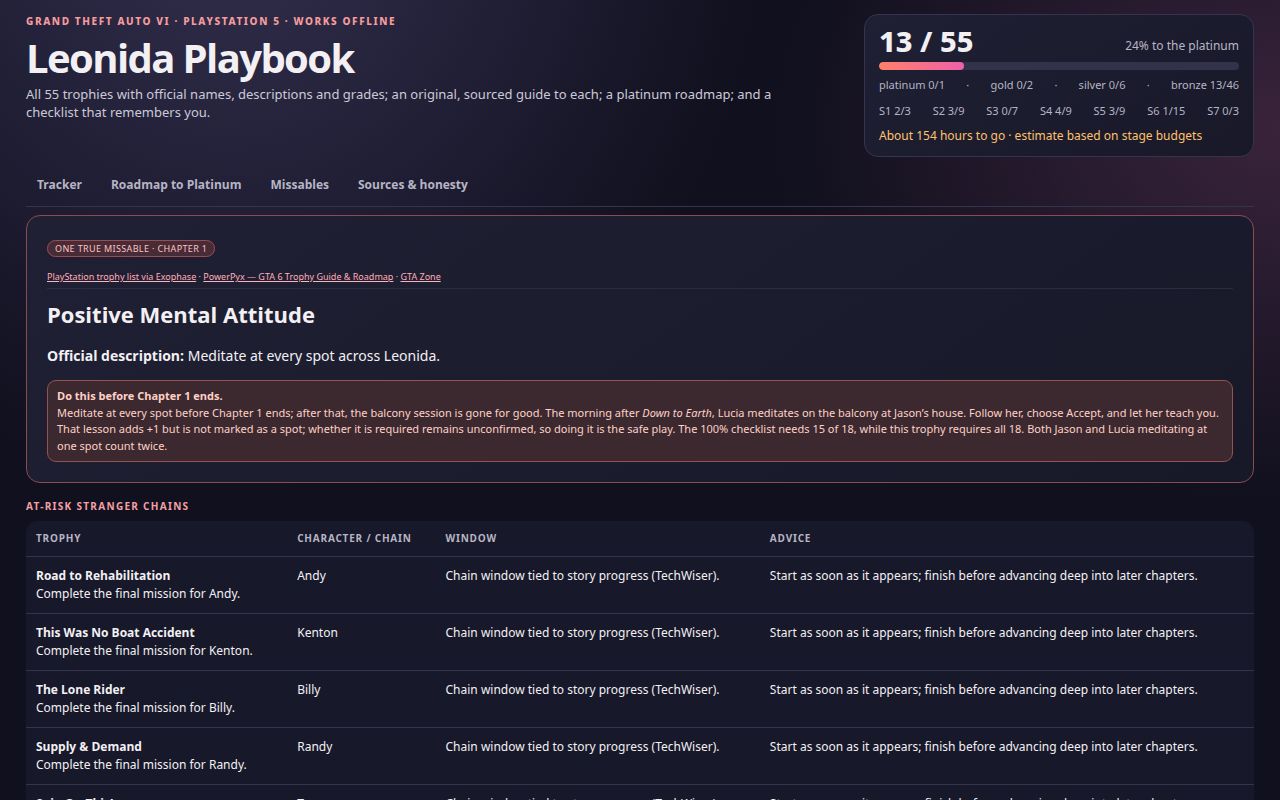 GRAND THEFT AUTO VI · PLAYSTATION 5 · WORKS OFFLINE
Leonida Playbook
All 55 trophies with official names, descriptions and grades; an original, sourced guide to each; a platinum roadmap; and a
checklist that remembers you.
13 / 55
24% to the platinum
platinum 0/1 · gold 0/2 · silver 0/6 · bronze 13/46
S1 2/3 S2 3/9 S3 0/7 S4 4/9 S5 3/9 S6 1/15 S7 0/3
About 154 hours to go · estimate based on stage budgets
Tracker Roadmap to Platinum Missables Sources & honesty
ONE TRUE MISSABLE · CHAPTER 1
PlayStation trophy list via Exophase · PowerPyx — GTA 6 Trophy Guide & Roadmap · GTA Zone
Positive Mental Attitude
Official description: Meditate at every spot across Leonida.
Do this before Chapter 1 ends.
Meditate at every spot before Chapter 1 ends; after that, the balcony session is gone for good. The morning after Down to Earth, Lucia meditates on the balcony at Jason’s house. Follow her, choose Accept, and let her teach you.
That lesson adds +1 but is not marked as a spot; whether it is required remains unconfirmed, so doing it is the safe play. The 100% checklist needs 15 of 18, while this trophy requires all 18. Both Jason and Lucia meditating at
one spot count twice.
AT-RISK STRANGER CHAINS
TROPHY CHARACTER / CHAIN WINDOW ADVICE
Road to Rehabilitation Andy Chain window tied to story progress (TechWiser). Start as soon as it appears; finish before advancing deep into later chapters.
Complete the final mission for Andy.
This Was No Boat Accident Kenton Chain window tied to story progress (TechWiser). Start as soon as it appears; finish before advancing deep into later chapters.
Complete the final mission for Kenton.
The Lone Rider Billy Chain window tied to story progress (TechWiser). Start as soon as it appears; finish before advancing deep into later chapters.
Complete the final mission for Billy.
Supply & Demand Randy Chain window tied to story progress (TechWiser). Start as soon as it appears; finish before advancing deep into later chapters.
Complete the final mission for Randy.